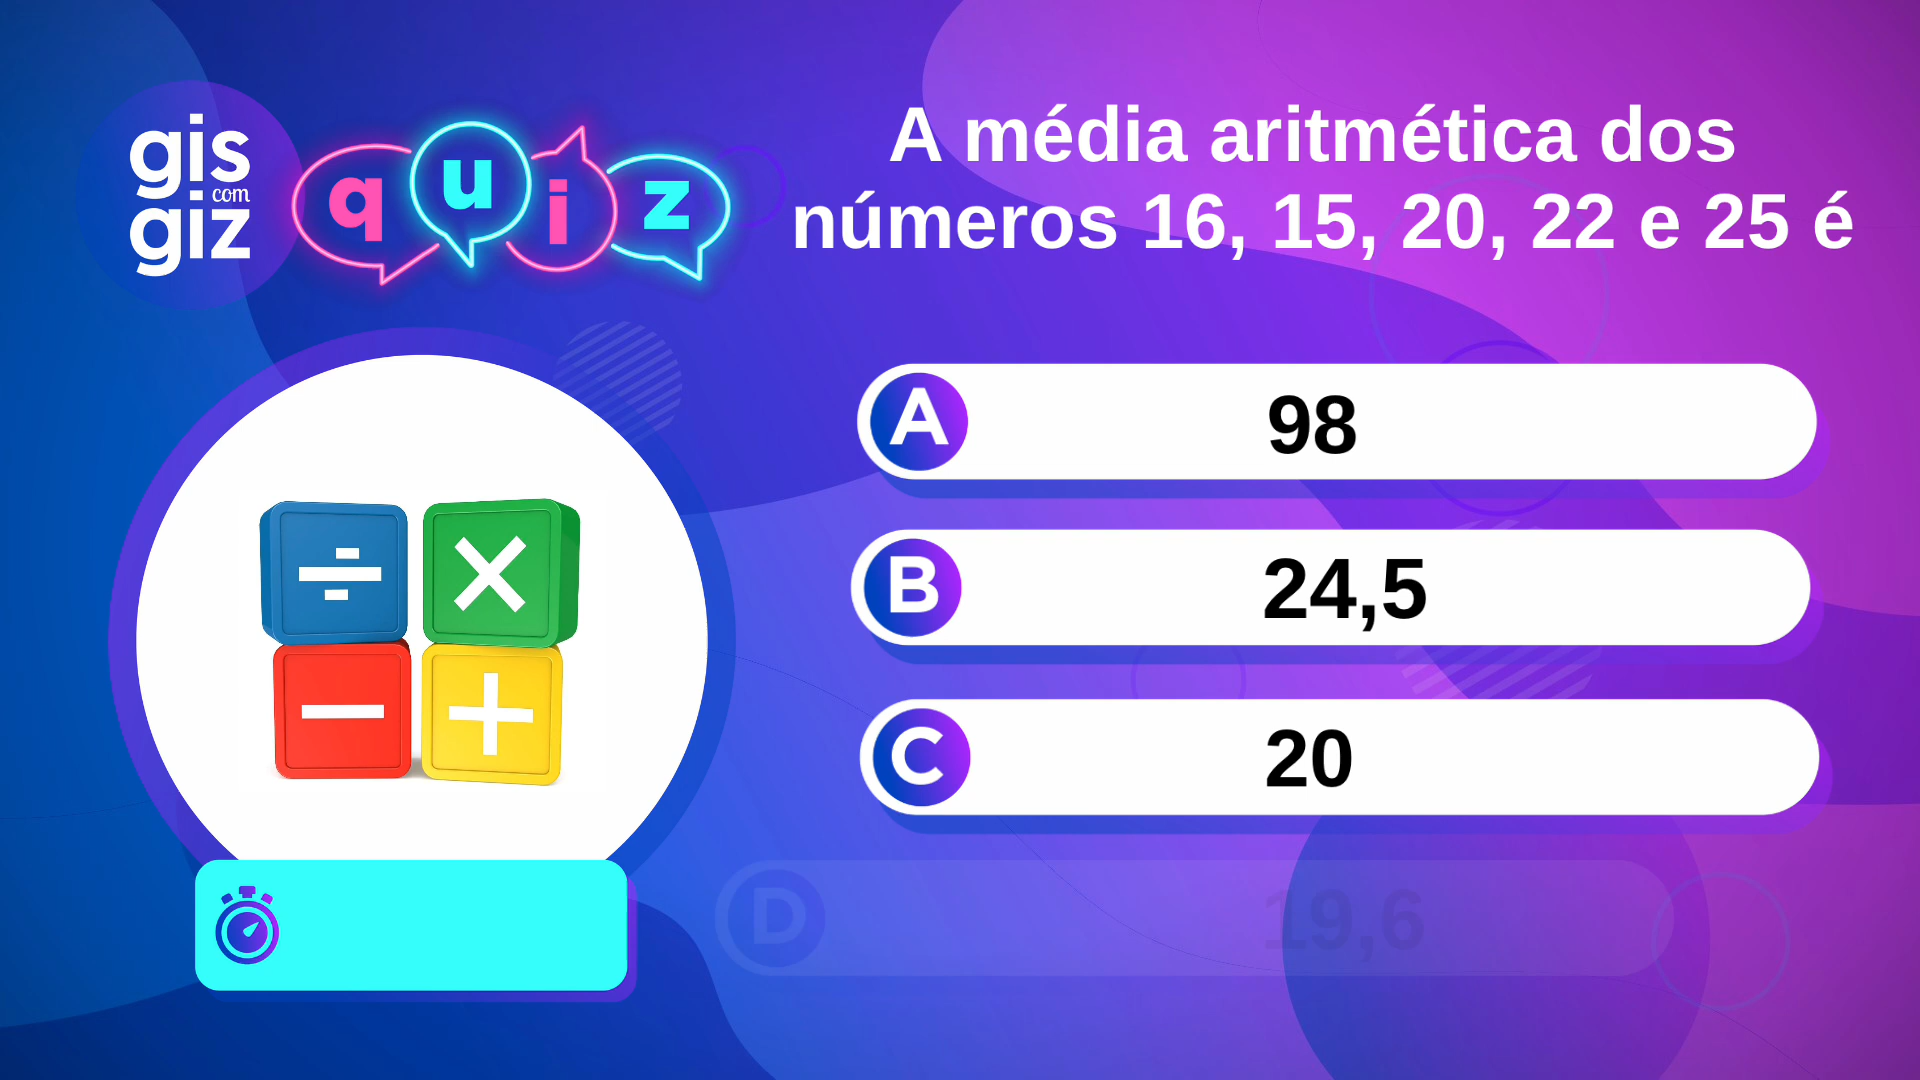 gis
com
giz
quiz
A média aritmética dos
números 16, 15, 20, 22 e 25 é
A 98
B 24,5
C 20
D 19,6